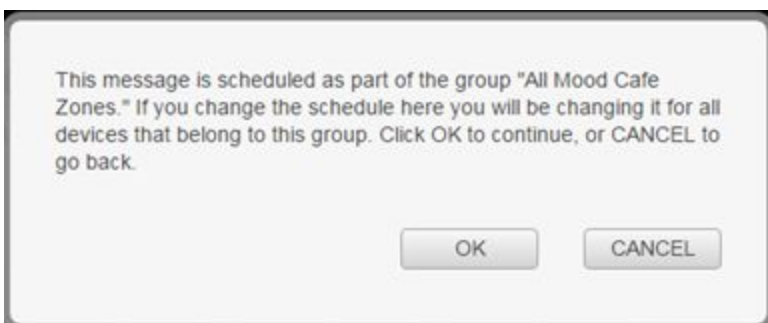 This message is scheduled as part of the group "All Mood Cafe
Zones." If you change the schedule here you will be changing it for all
devices that belong to this group. Click OK to continue, or CANCEL to
go back.
OK CANCEL